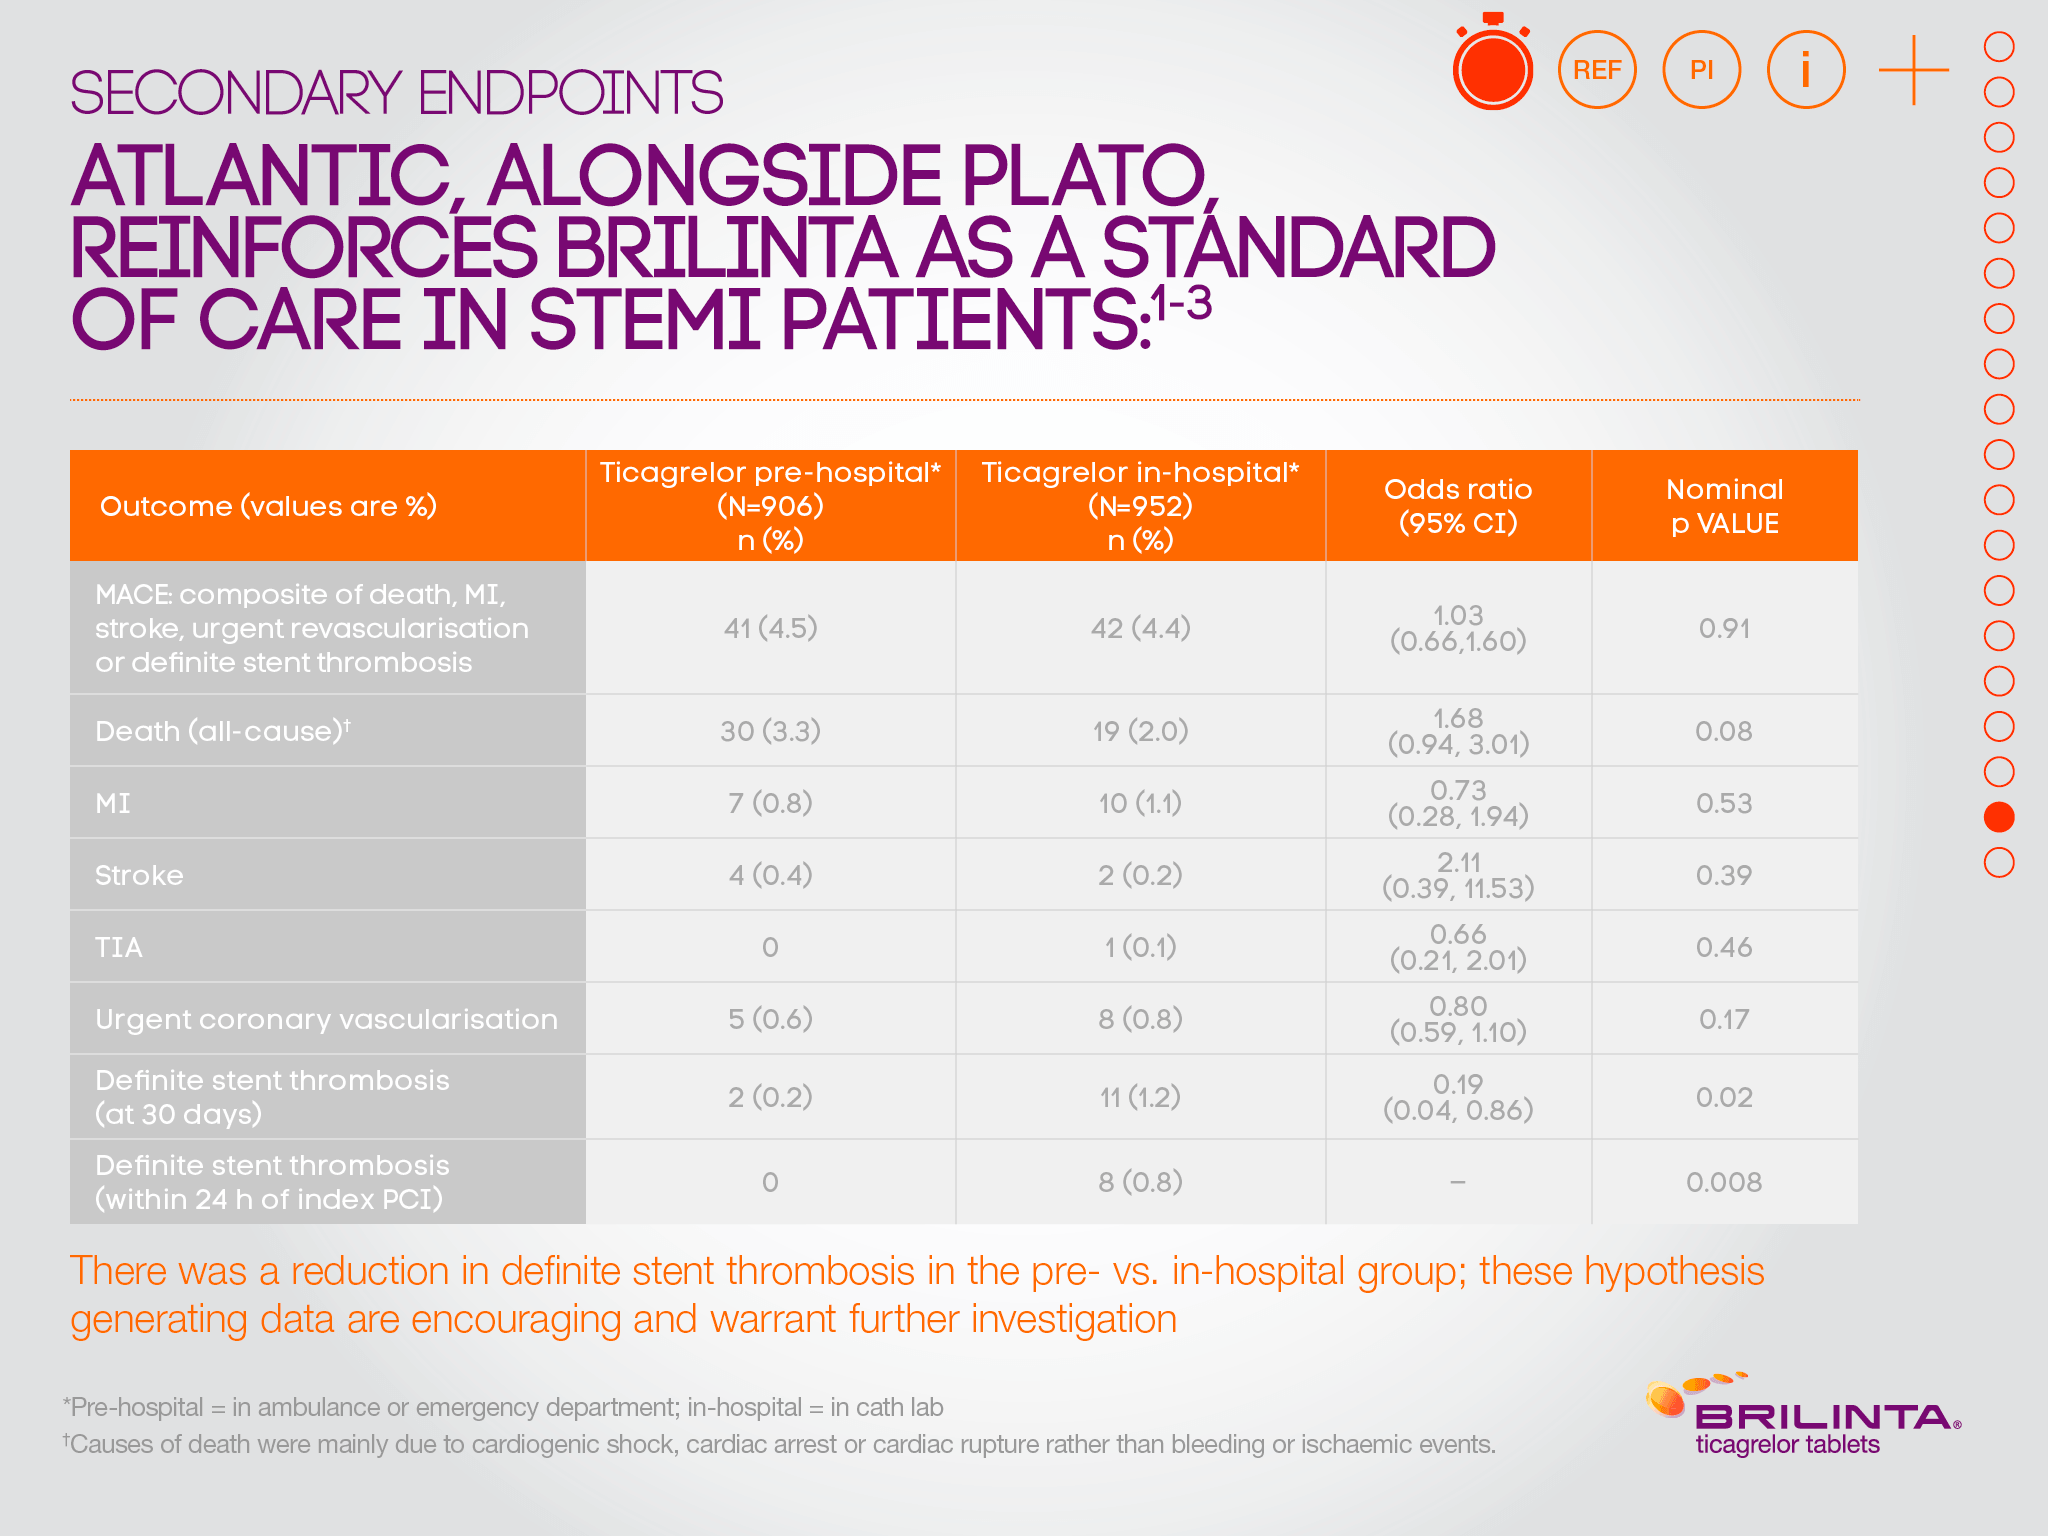 REF
PI
i
SECONDARY ENDPOINTS
ATLANTIC, ALONGSIDE PLATO,
REINFORCES BRILINTA AS A STANDARD
OF CARE IN STEMI PATIENTS:1-3
Outcome (values are %)
Ticagrelor pre-hospital*
(N=906)
n (%)
Ticagrelor in-hospital*
(N=952)
n (%)
Odds ratio
(95% CI)
Nominal
p VALUE
MACE: composite of death, MI,
stroke, urgent revascularisation
or definite stent thrombosis
41 (4.5)
42 (4.4)
1.03
(0.66,1.60)
0.91
Death (all-cause)†
30 (3.3)
19 (2.0)
1.68
(0.94, 3.01)
0.08
MI
7 (0.8)
10 (1.1)
0.73
(0.28, 1.94)
0.53
Stroke
4 (0.4)
2 (0.2)
2.11
(0.39, 11.53)
0.39
TIA
0
1 (0.1)
0.66
(0.21, 2.01)
0.46
Urgent coronary vascularisation
5 (0.6)
8 (0.8)
0.80
(0.59, 1.10)
0.17
Definite stent thrombosis
(at 30 days)
2 (0.2)
11 (1.2)
0.19
(0.04, 0.86)
0.02
Definite stent thrombosis
(within 24 h of index PCI)
0
8 (0.8)
–
0.008
There was a reduction in definite stent thrombosis in the pre- vs. in-hospital group; these hypothesis
generating data are encouraging and warrant further investigation
*Pre-hospital = in ambulance or emergency department; in-hospital = in cath lab
†Causes of death were mainly due to cardiogenic shock, cardiac arrest or cardiac rupture rather than bleeding or ischaemic events.
BRILINTA®
ticagrelor tablets